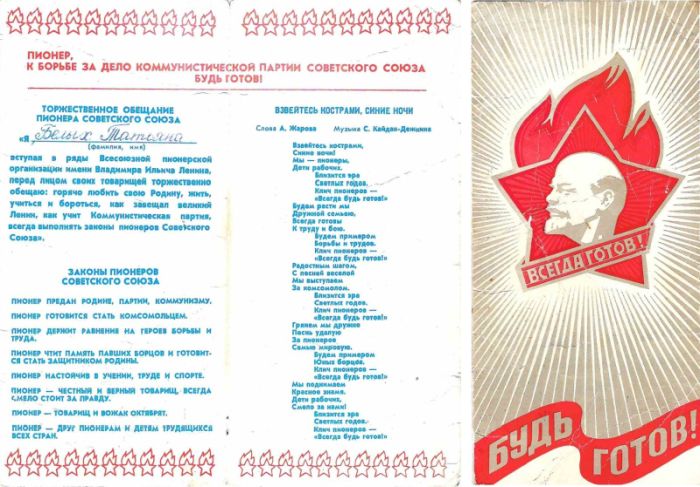 ПИОНЕР,
К БОРЬБЕ ЗА ДЕЛО КОММУНИСТИЧЕСКОЙ ПАРТИИ СОВЕТСКОГО СОЮЗА
БУДЬ ГОТОВ!
ТОРЖЕСТВЕННОЕ ОБЕЩАНИЕ
ПИОНЕРА СОВЕТСКОГО СОЮЗА
«Я Белых Татьяна
(фамилия, имя)
вступая в ряды Всесоюзной пионерской
организации имени Владимира Ильича Ленина,
перед лицом своих товарищей торжественно
обещаю: горячо любить свою Родину, жить,
учиться и бороться, как завещал великий
Ленин, как учит Коммунистическая партия,
всегда выполнять законы пионеров Советского
Союза».
ЗАКОНЫ ПИОНЕРОВ
СОВЕТСКОГО СОЮЗА
ПИОНЕР ПРЕДАН РОДИНЕ, ПАРТИИ, КОММУНИЗМУ.
ПИОНЕР ГОТОВИТСЯ СТАТЬ КОМСОМОЛЬЦЕМ.
ПИОНЕР ДЕРЖИТ РАВНЕНИЕ НА ГЕРОЕВ БОРЬБЫ И
ТРУДА.
ПИОНЕР ЧТИТ ПАМЯТЬ ПАВШИХ БОРЦОВ И ГОТОВИТ-
СЯ СТАТЬ ЗАЩИТНИКОМ РОДИНЫ.
ПИОНЕР НАСТОЙЧИВ В УЧЕНИИ, ТРУДЕ И СПОРТЕ.
ПИОНЕР — ЧЕСТНЫЙ И ВЕРНЫЙ ТОВАРИЩ, ВСЕГДА
СМЕЛО СТОИТ ЗА ПРАВДУ.
ПИОНЕР — ТОВАРИЩ И ВОЖАК ОКТЯБРЯТ.
ПИОНЕР — ДРУГ ПИОНЕРАМ И ДЕТЯМ ТРУДЯЩИХСЯ
ВСЕХ СТРАН.
ВЗВЕЙТЕСЬ КОСТРАМИ, СИНИЕ НОЧИ
Слова А. Жарова Музыка С. Кайдан-Дешкина
Взвейтесь кострами,
Синие ночи!
Мы — пионеры,
Дети рабочих.
Близится эра
Светлых годов.
Клич пионеров —
«Всегда будь готов!»
Будем расти мы
Дружной семьею,
Всегда готовы
К труду и бою.
Будем примером
Борьбы и трудов.
Клич пионеров —
«Всегда будь готов!»
Радостным шагом,
С песней веселой
Мы выступаем
За комсомолом.
Близится эра
Светлых годов.
Клич пионеров —
«Всегда будь готов!»
Грянем мы дружно
Песнь удалую
За пионеров
Семью мировую.
Будем примером
Юных борцов.
Клич пионеров —
«Всегда будь готов!»
Мы поднимаем
Красное знамя.
Дети рабочих,
Смело за нами!
Близится эра
Светлых годов.
Клич пионеров —
«Всегда будь готов!»
ВСЕГДА ГОТОВ!
БУДЬ ГОТОВ!